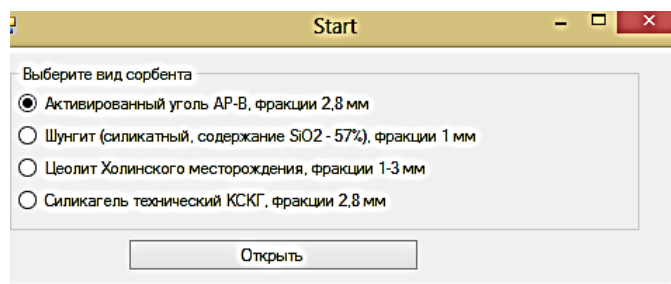 Start
Выберите вид сорбента
Активированный уголь АР-В, фракции 2,8 мм
Шунгит (силикатный, содержание SiO2 - 57%), фракции 1 мм
Цеолит Холинского месторождения, фракции 1-3 мм
Силикагель технический КСКГ, фракции 2,8 мм
Открыть